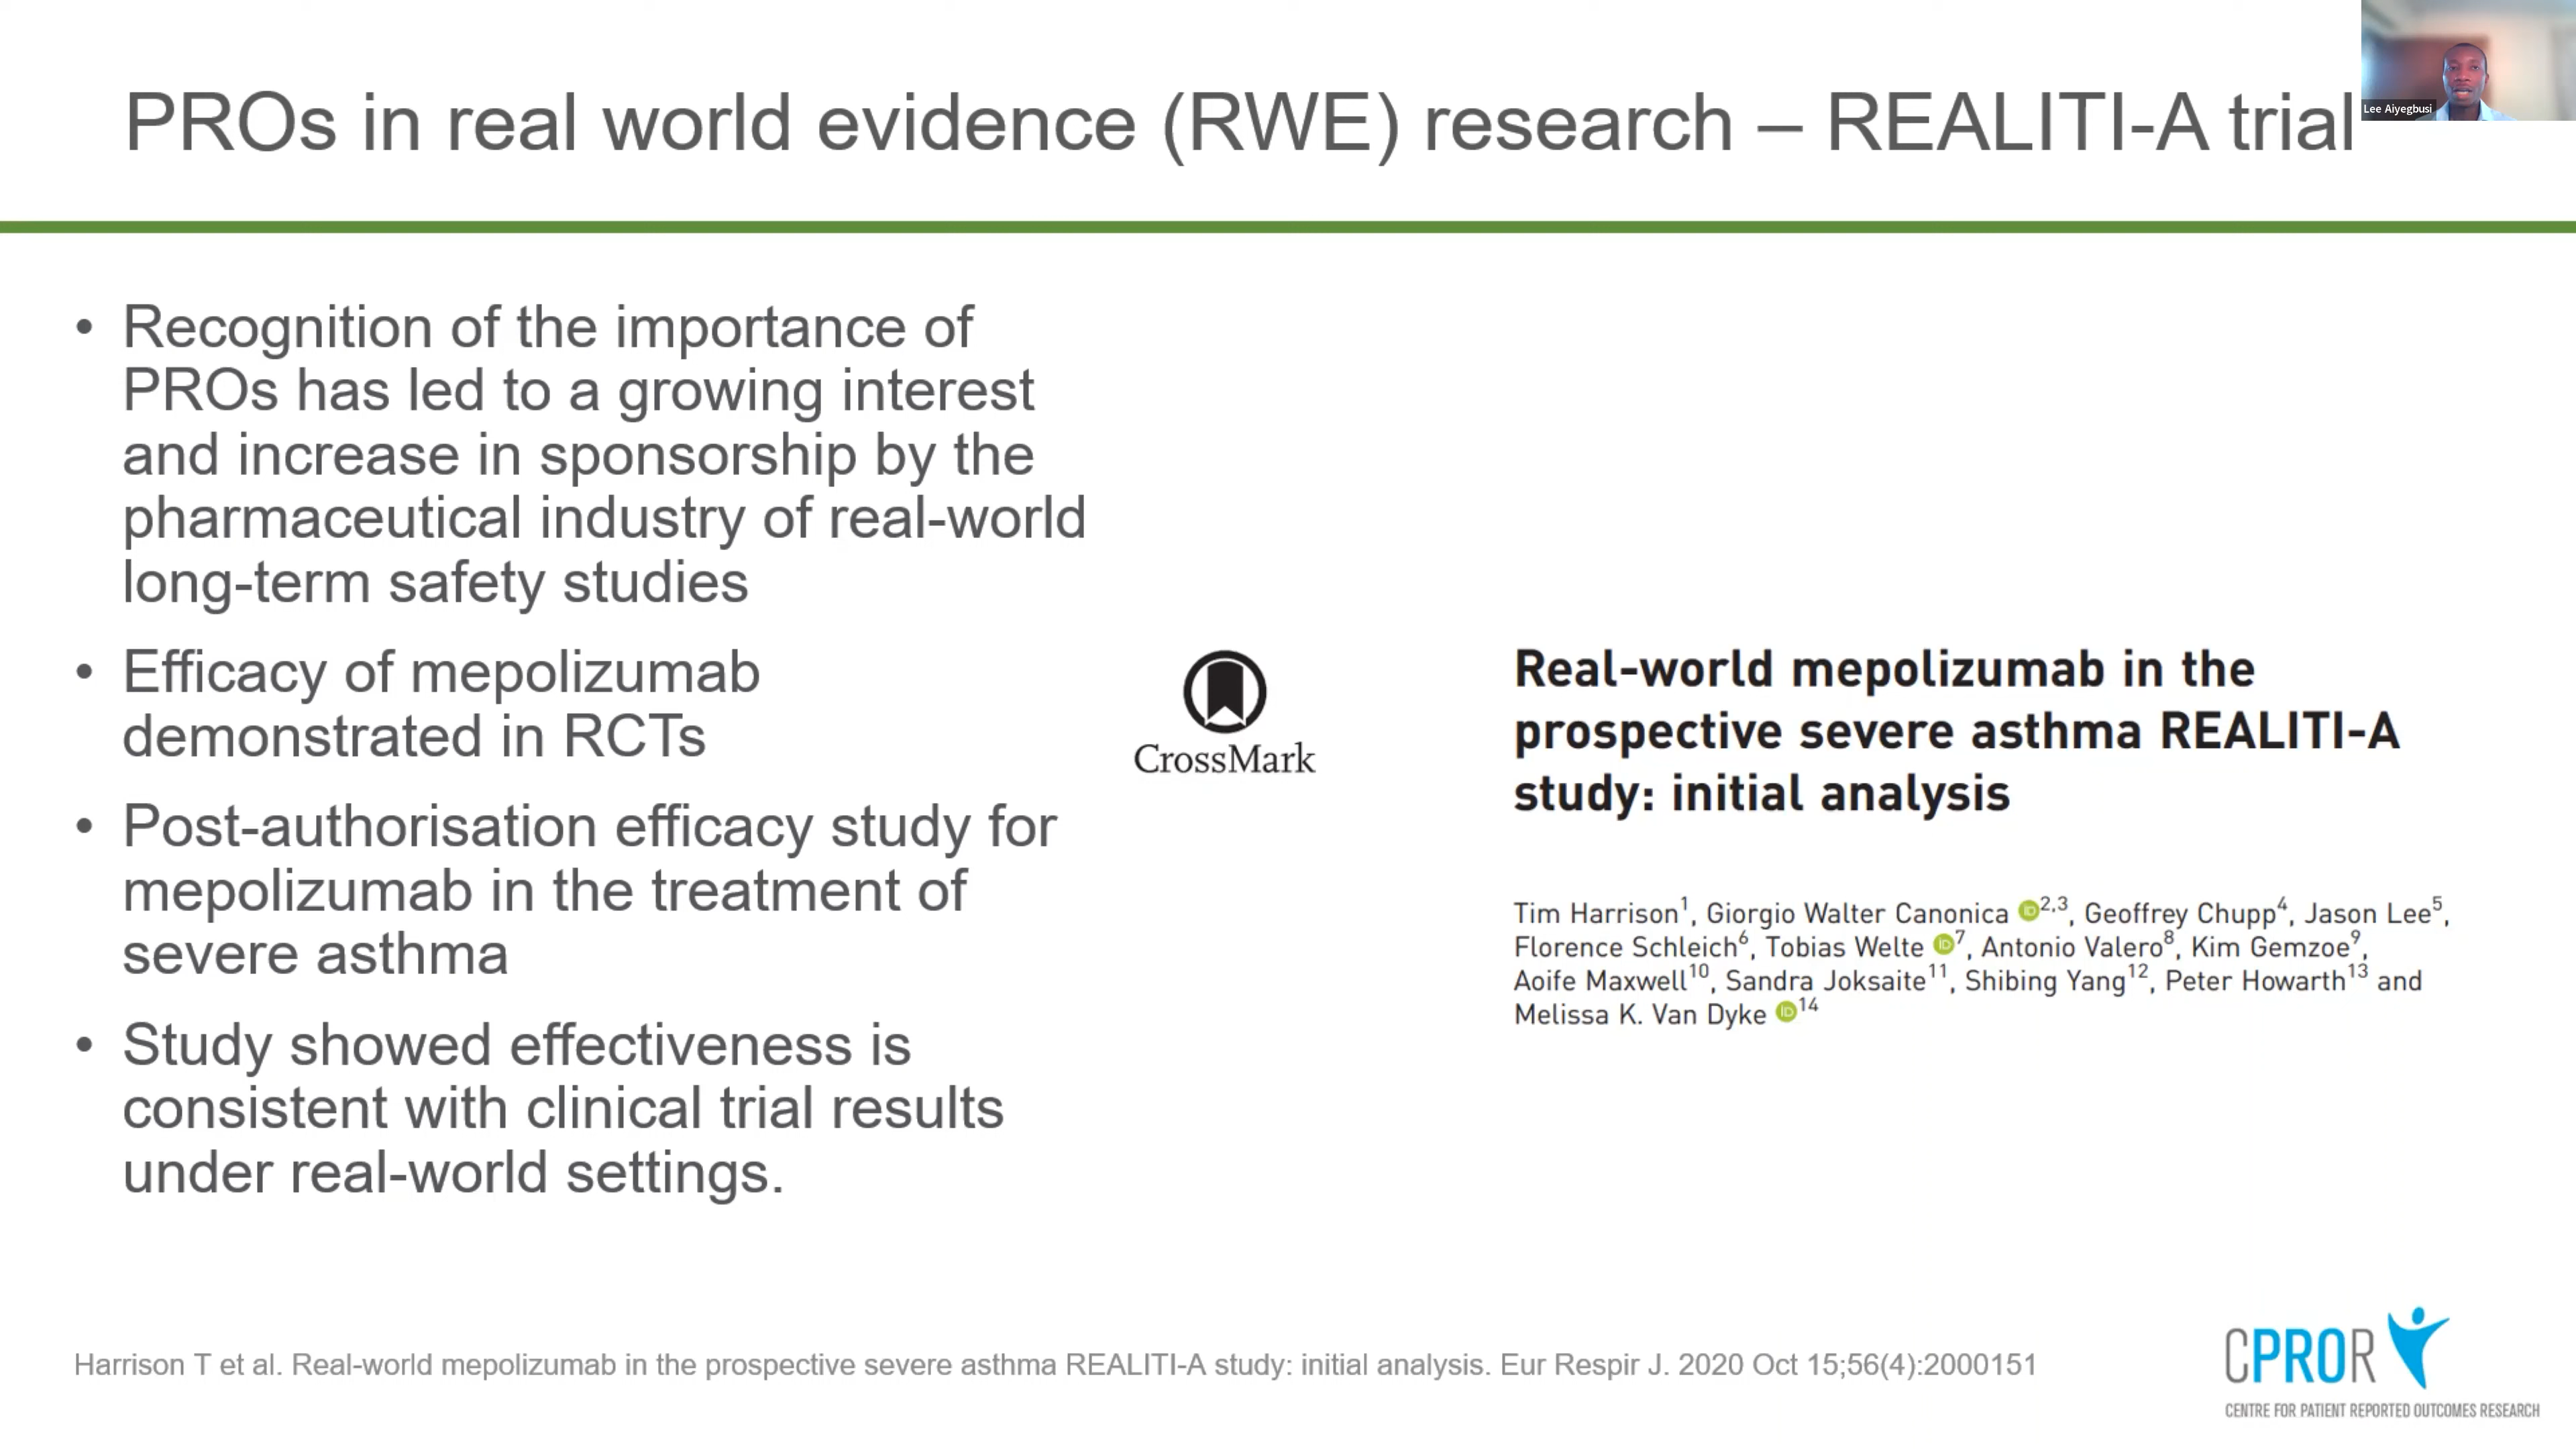 PROs in real world evidence (RWE) research – REALITI-A trial
Lee Aiyegbusi
• Recognition of the importance of
PROs has led to a growing interest
and increase in sponsorship by the
pharmaceutical industry of real-world
long-term safety studies
• Efficacy of mepolizumab
demonstrated in RCTs
• Post-authorisation efficacy study for
mepolizumab in the treatment of
severe asthma
• Study showed effectiveness is
consistent with clinical trial results
under real-world settings.
CrossMark
Real-world mepolizumab in the
prospective severe asthma REALITI-A
study: initial analysis
Tim Harrison1, Giorgio Walter Canonica iD2,3, Geoffrey Chupp4, Jason Lee5,
Florence Schleich6, Tobias Welte iD7, Antonio Valero8, Kim Gemzoe9,
Aoife Maxwell10, Sandra Joksaite11, Shibing Yang12, Peter Howarth13 and
Melissa K. Van Dyke iD14
Harrison T et al. Real-world mepolizumab in the prospective severe asthma REALITI-A study: initial analysis. Eur Respir J. 2020 Oct 15;56(4):2000151
CPROR
CENTRE FOR PATIENT REPORTED OUTCOMES RESEARCH